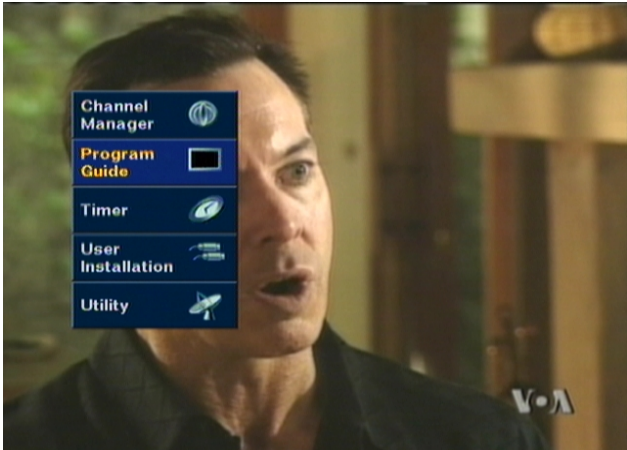 Channel
Manager
Program
Guide
Timer
User
Installation
Utility
VOA